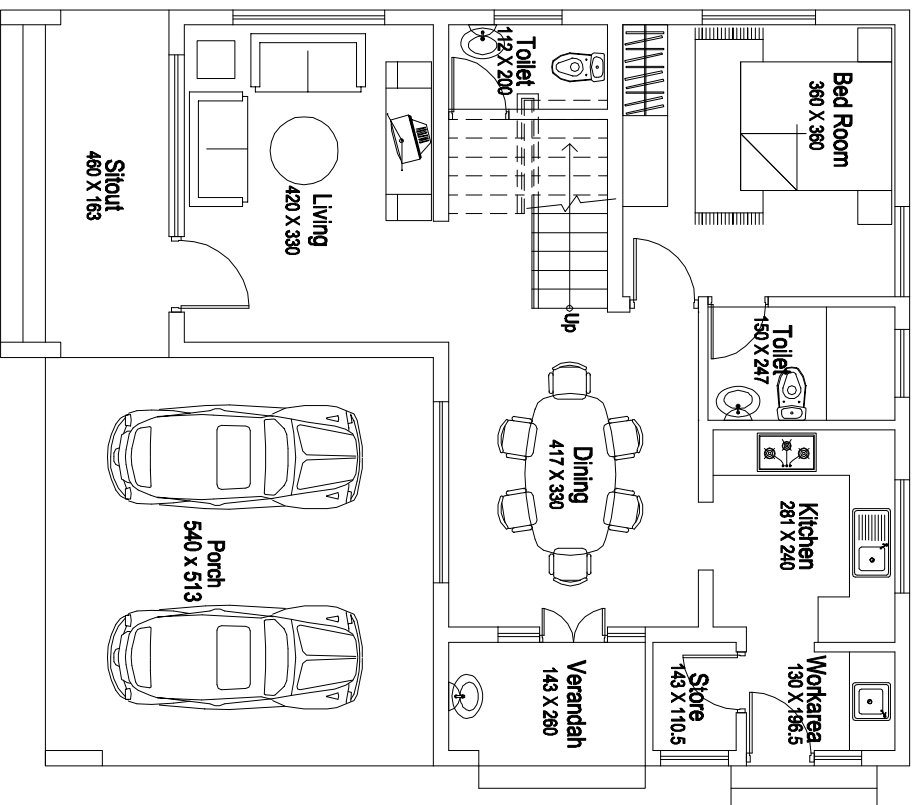 Toilet
112 X 200
Bed Room
360 X 360
Sitout
460 X 163
Living
420 X 330
Up
Toilet
150 X 247
Dining
417 X 330
Kitchen
281 X 240
Porch
540 X 513
Verandah
143 X 260
Store
143 X 110.5
Workarea
130 X 196.5